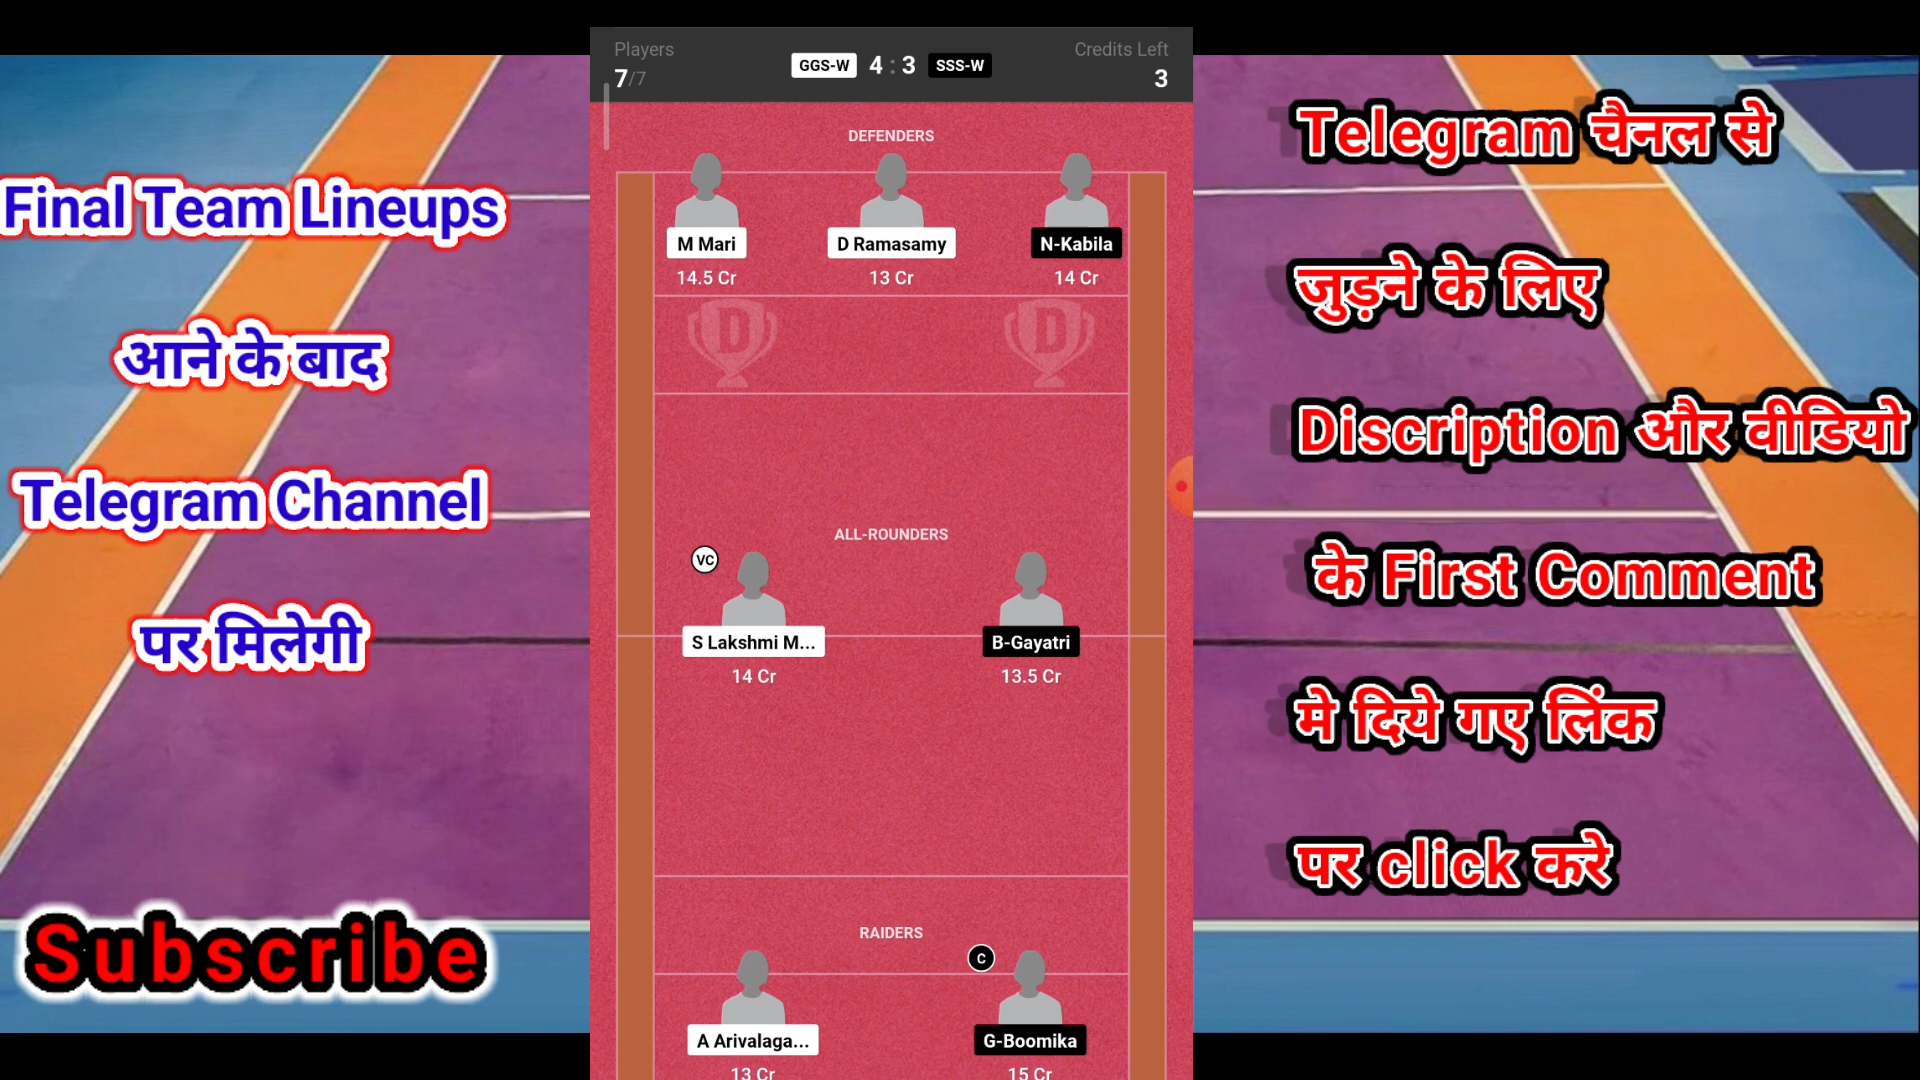 Final Team Lineups
आने के बाद
Telegram Channel
पर मिलेगी
Subscribe
Players
7/7
GGS-W 4 : 3 SSS-W
Credits Left
3
DEFENDERS
M Mari
14.5 Cr
D Ramasamy
13 Cr
N-Kabila
14 Cr
D
D
ALL-ROUNDERS
VC
S Lakshmi M...
14 Cr
B-Gayatri
13.5 Cr
RAIDERS
C
A Arivalaga...
13 Cr
G-Boomika
15 Cr
Telegram चैनल से
जुड़ने के लिए
Discription और वीडियो
के First Comment
मे दिये गए लिंक
पर click करे